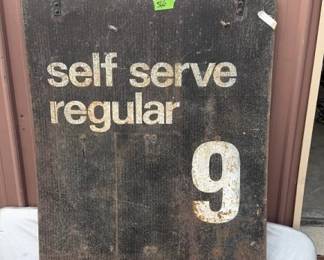 self serve
regular
9